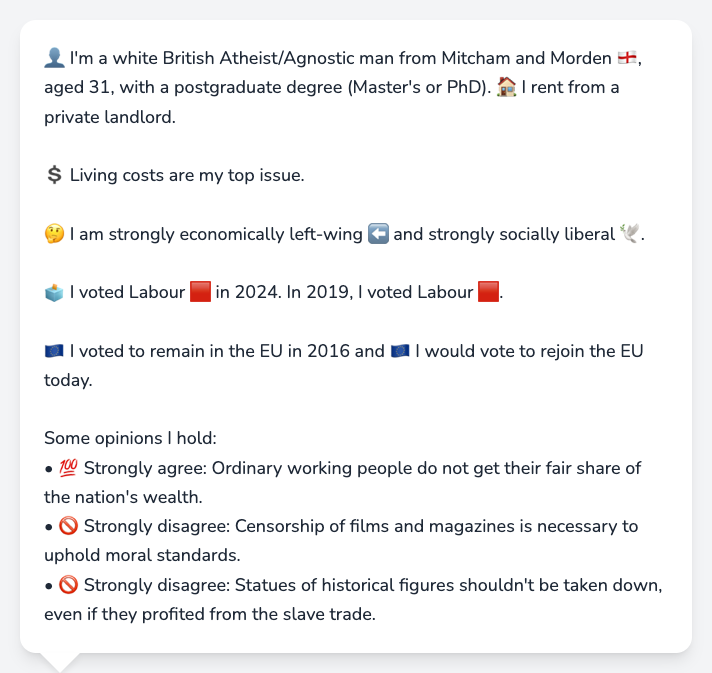 👤 I'm a white British Atheist/Agnostic man from Mitcham and Morden 🏴󠁧󠁢󠁥󠁮󠁧󠁿,
aged 31, with a postgraduate degree (Master's or PhD). 🏠 I rent from a
private landlord.
💲 Living costs are my top issue.
🤔 I am strongly economically left-wing ⬅️ and strongly socially liberal 🕊️.
🗳️ I voted Labour 🟥 in 2024. In 2019, I voted Labour 🟥.
🇪🇺 I voted to remain in the EU in 2016 and 🇪🇺 I would vote to rejoin the EU
today.
Some opinions I hold:
• 💯 Strongly agree: Ordinary working people do not get their fair share of
the nation's wealth.
• 🚫 Strongly disagree: Censorship of films and magazines is necessary to
uphold moral standards.
• 🚫 Strongly disagree: Statues of historical figures shouldn't be taken down,
even if they profited from the slave trade.